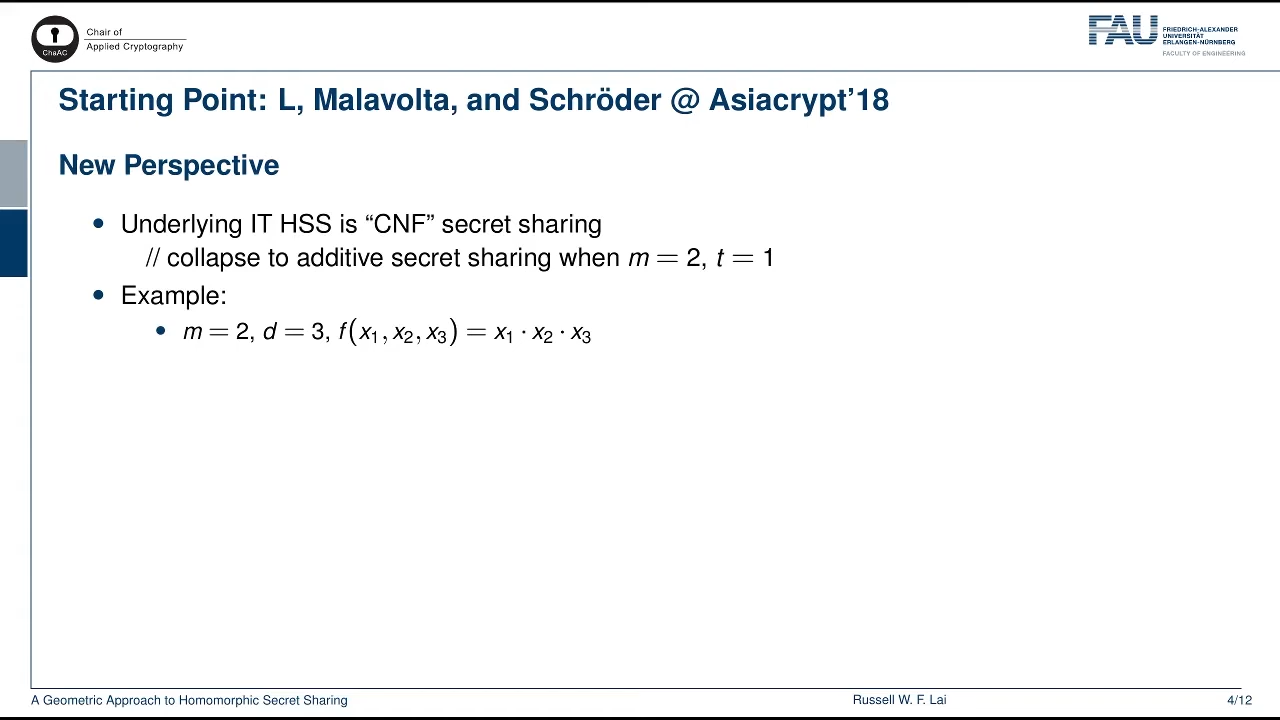 Chair of
Applied Cryptography
ChaAC
FAU
FRIEDRICH-ALEXANDER
UNIVERSITÄT
ERLANGEN-NÜRNBERG
FACULTY OF ENGINEERING
Starting Point: L, Malavolta, and Schröder @ Asiacrypt’18
New Perspective
• Underlying IT HSS is “CNF” secret sharing
// collapse to additive secret sharing when m = 2, t = 1
• Example:
• m = 2, d = 3, f(x₁, x₂, x₃) = x₁ · x₂ · x₃
A Geometric Approach to Homomorphic Secret Sharing
Russell W. F. Lai
4/12